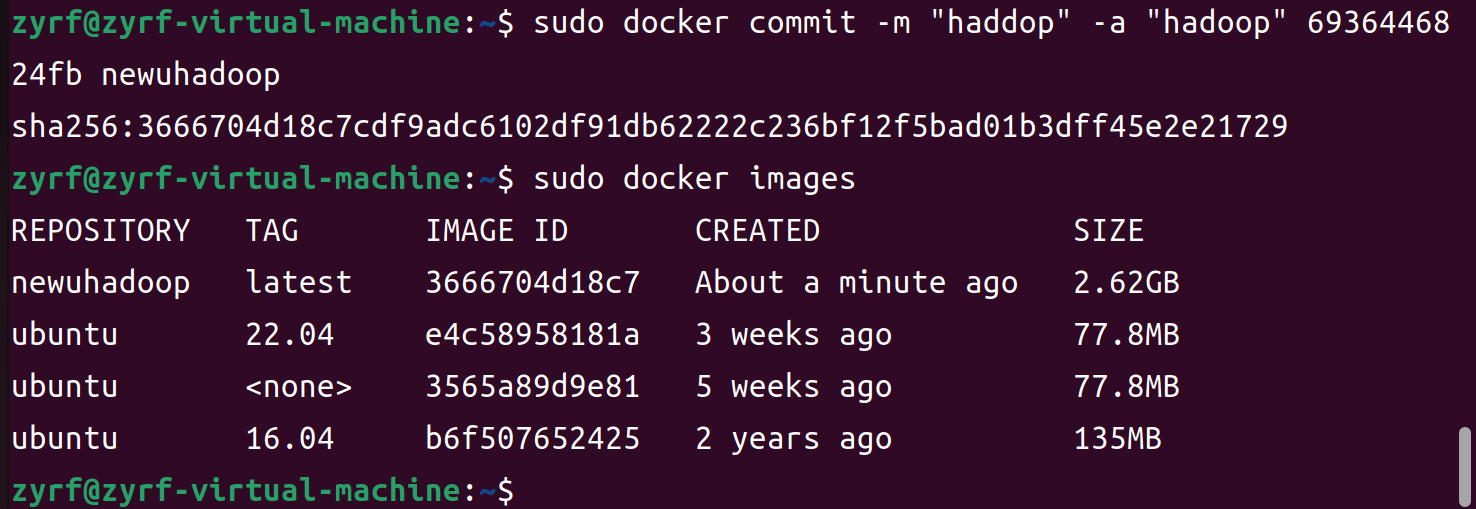 zyrf@zyrf-virtual-machine:~$ sudo docker commit -m "haddop" -a "hadoop" 69364468
24fb newuhadoop
sha256:3666704d18c7cdf9adc6102df91db62222c236bf12f5bad01b3dff45e2e21729
zyrf@zyrf-virtual-machine:~$ sudo docker images
REPOSITORY   TAG       IMAGE ID       CREATED              SIZE
newuhadoop   latest    3666704d18c7   About a minute ago   2.62GB
ubuntu       22.04     e4c58958181a   3 weeks ago          77.8MB
ubuntu       <none>    3565a89d9e81   5 weeks ago          77.8MB
ubuntu       16.04     b6f507652425   2 years ago          135MB
zyrf@zyrf-virtual-machine:~$